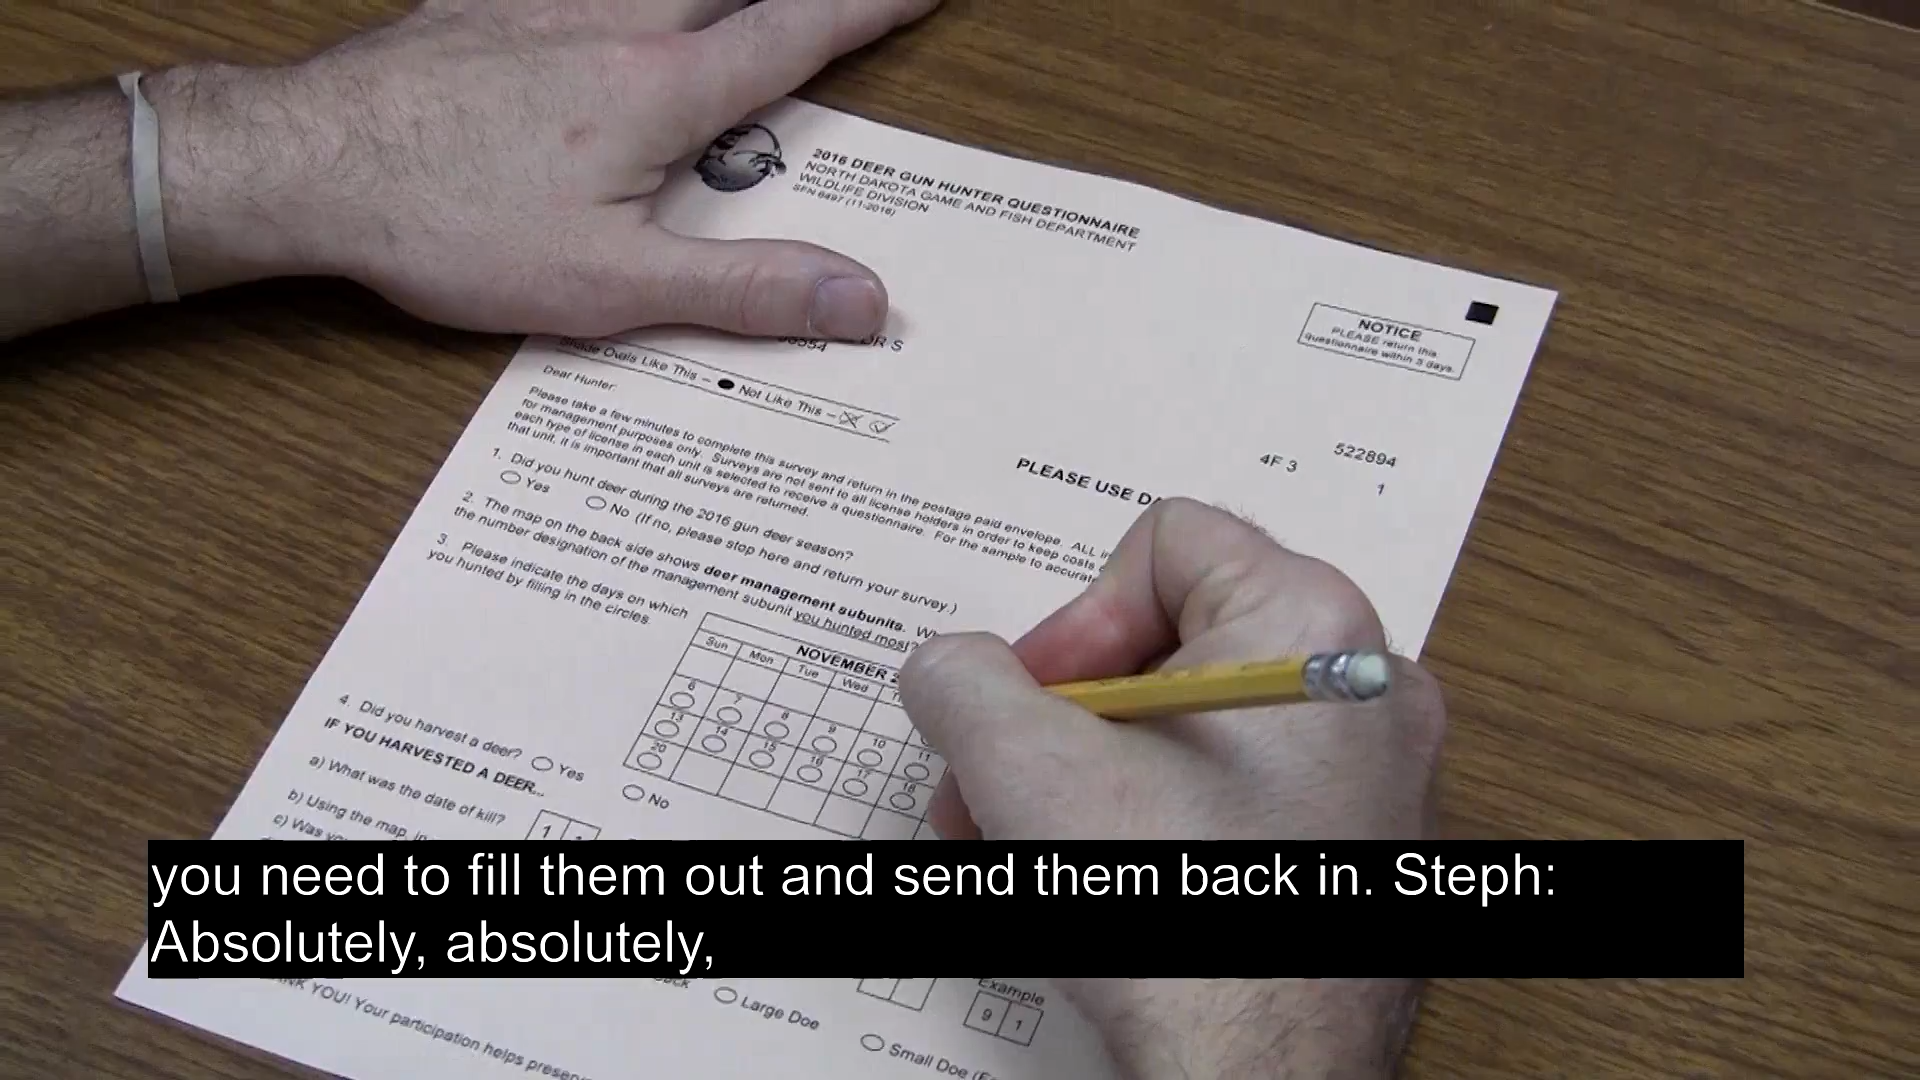 2016 DEER GUN HUNTER QUESTIONNAIRE
NORTH DAKOTA GAME AND FISH DEPARTMENT
WILDLIFE DIVISION
SFN 6497 (11-2016)
NOTICE
PLEASE return this
questionnaire within 5 days.
DR S
Shade Ovals Like This – Not Like This –
522894
4F 3
1
PLEASE USE
Dear Hunter:
Please take a few minutes to complete this survey and return in the postage paid envelope. ALL
for management purposes only. Surveys are not sent to all license holders in order to keep costs
each type of license in each unit is selected to receive a questionnaire. For the sample to
that unit, it is important that all surveys are returned.
1. Did you hunt deer during the 2016 gun deer season?
Yes No (If no, please stop here and return your survey.)
2. The map on the back side shows deer management subunits.
the number designation of the management subunit you hunted most?
3. Please indicate the days on which
you hunted by filling in the circles.
NOVEMBER
Sun Mon Tue Wed
6 7 8 9 10 11
13 14 15 16 17 18
20
4. Did you harvest a deer? Yes No
IF YOU HARVESTED A DEER...
a) What was the date of kill? 1
b) Using the map, in
c) Was
you need to fill them out and send them back in. Steph:
Absolutely, absolutely,
Large Doe
Small Doe
Example
9 1
YOU! Your participation helps